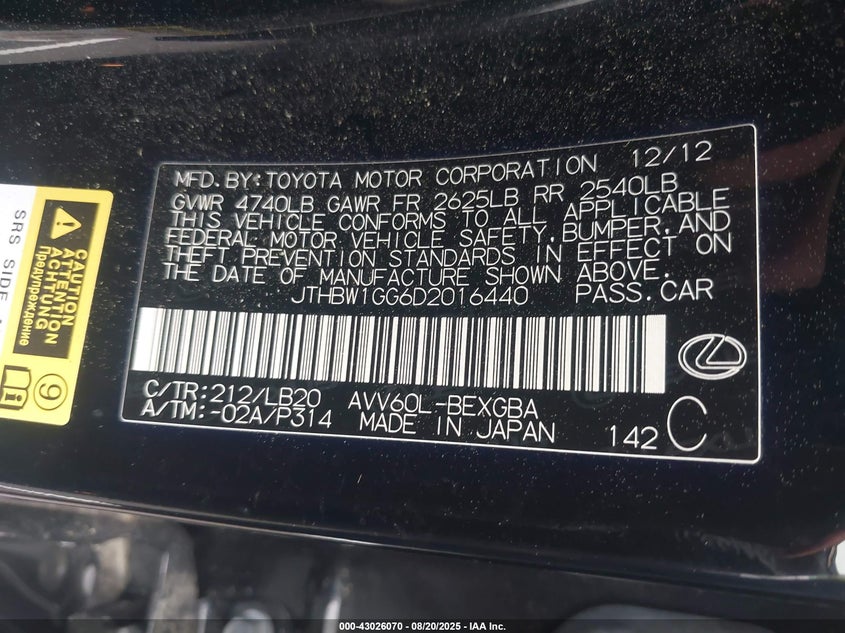 MFD. BY: TOYOTA MOTOR CORPORATION 12/12
GVWR 4740LB GAWR FR 2625LB RR 2540LB
THIS VEHICLE CONFORMS TO ALL APPLICABLE
FEDERAL MOTOR VEHICLE SAFETY, BUMPER, AND
THEFT PREVENTION STANDARDS IN EFFECT ON
THE DATE OF MANUFACTURE SHOWN ABOVE.
JTHBW1GG6D2016440 PASS.CAR
C/TR: 212/LB20 AVV60L-BEXGBA
A/TM: -02A/P314 MADE IN JAPAN 142 C
SRS SIDE
CAUTION
ATTENTION
ACHTUNG
Предупреждение
9
000-43026070 - 08/20/2025 - IAA Inc.